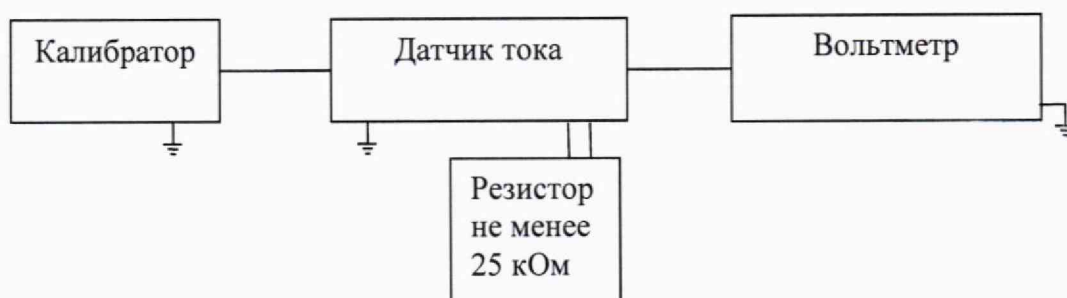 Калибратор
Датчик тока
Вольтметр
Резистор
не менее
25 кОм